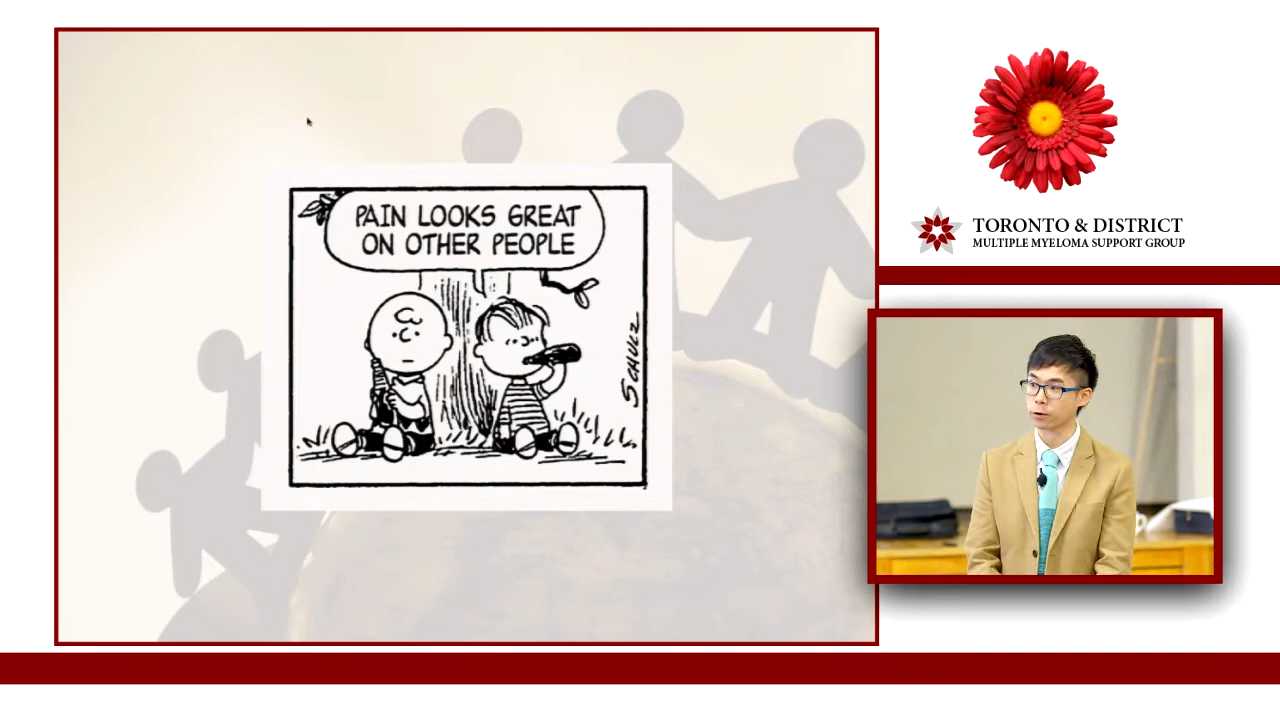 PAIN LOOKS GREAT
ON OTHER PEOPLE
SCHULZ
TORONTO & DISTRICT
MULTIPLE MYELOMA SUPPORT GROUP